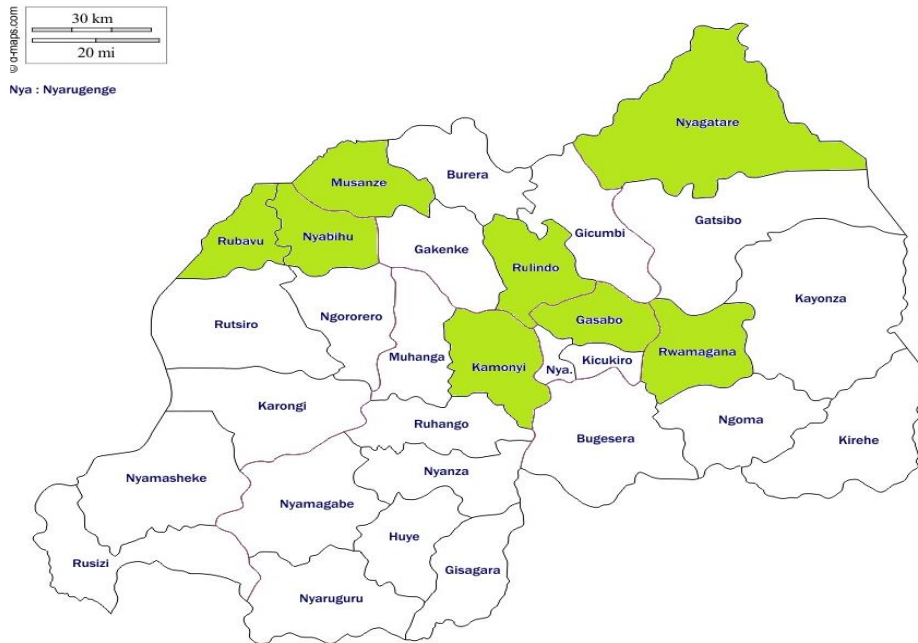 30 km
20 mi
© d-maps.com
Nya : Nyarugenge
Nyagatare
Burera
Musanze
Gatsibo
Gicumbi
Rubavu
Nyabihu
Gakenke
Rulindo
Kayonza
Rutsiro
Ngororero
Gasabo
Muhanga
Kamonyi
Nya.
Kicukiro
Rwamagana
Karongi
Ruhango
Bugesera
Ngoma
Kirehe
Nyamasheke
Nyanza
Nyamagabe
Huye
Rusizi
Gisagara
Nyaruguru